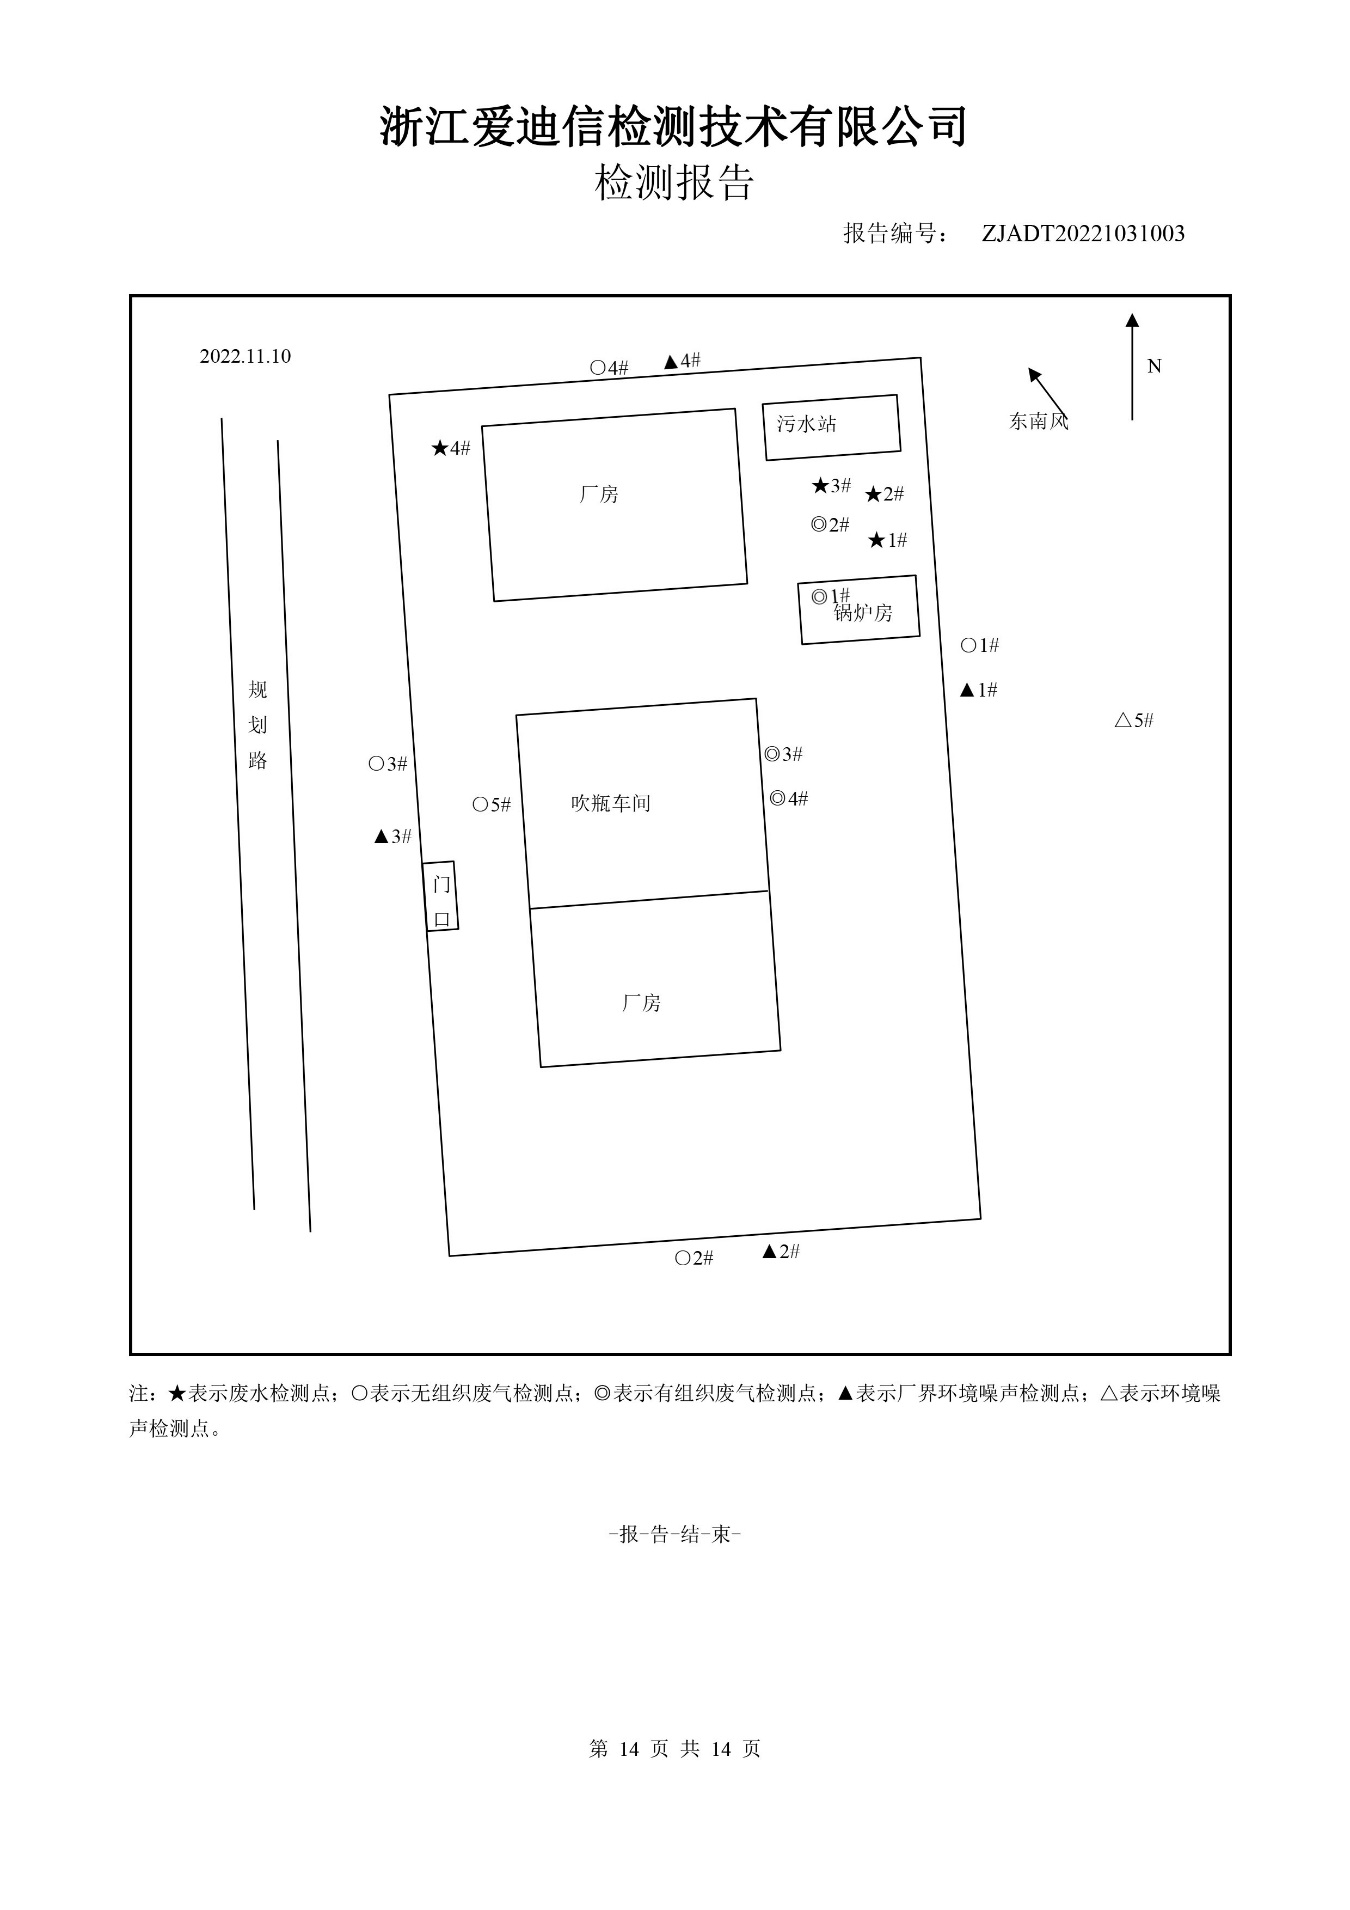 浙江爱迪信检测技术有限公司
检测报告
报告编号： ZJADT20221031003
2022.11.10
○4#
▲4#
N
东南风
★4#
污水站
厂房
★3#
★2#
◎2#
★1#
◎1#
锅炉房
○1#
▲1#
△5#
规
划
路
○3#
◎3#
○5#
吹瓶车间
◎4#
▲3#
门
口
厂房
○2#
▲2#
注：★表示废水检测点；○表示无组织废气检测点；◎表示有组织废气检测点；▲表示厂界环境噪声检测点；△表示环境噪
声检测点。
-报-告-结-束-
第 14 页 共 14 页